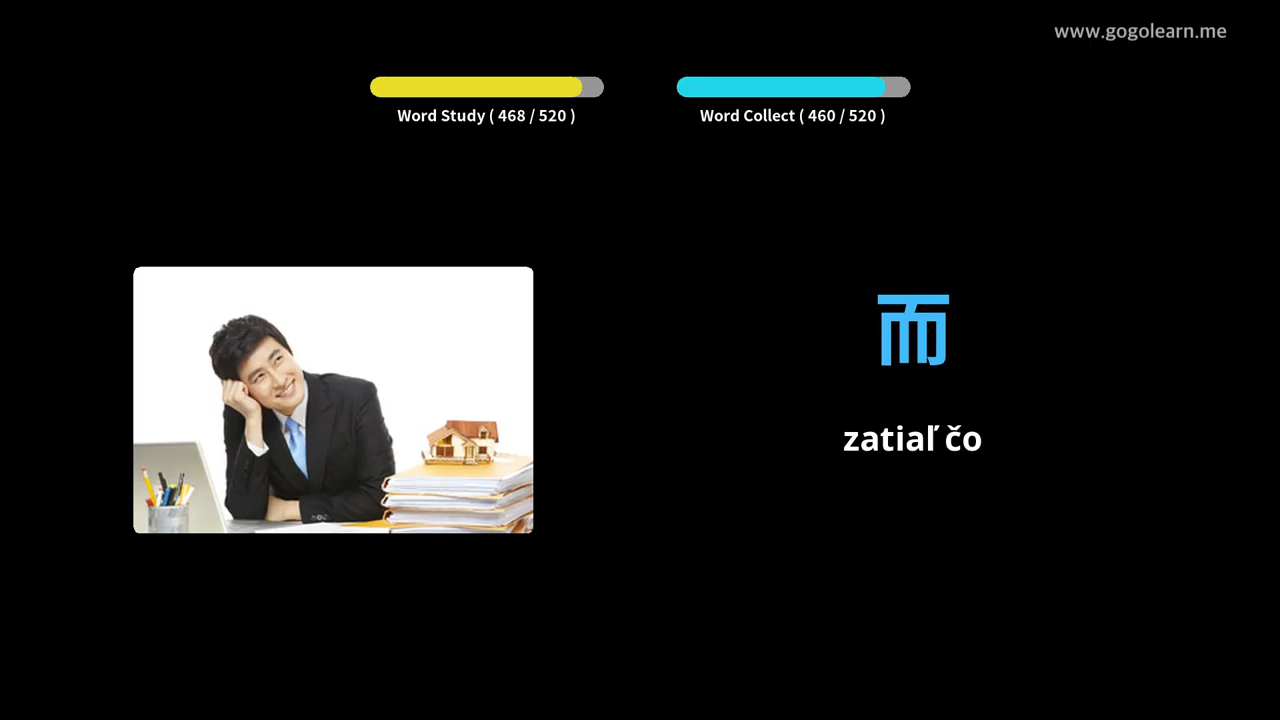 www.gogolearn.me
Word Study ( 468 / 520 )
Word Collect ( 460 / 520 )
而
zatiaľ čo